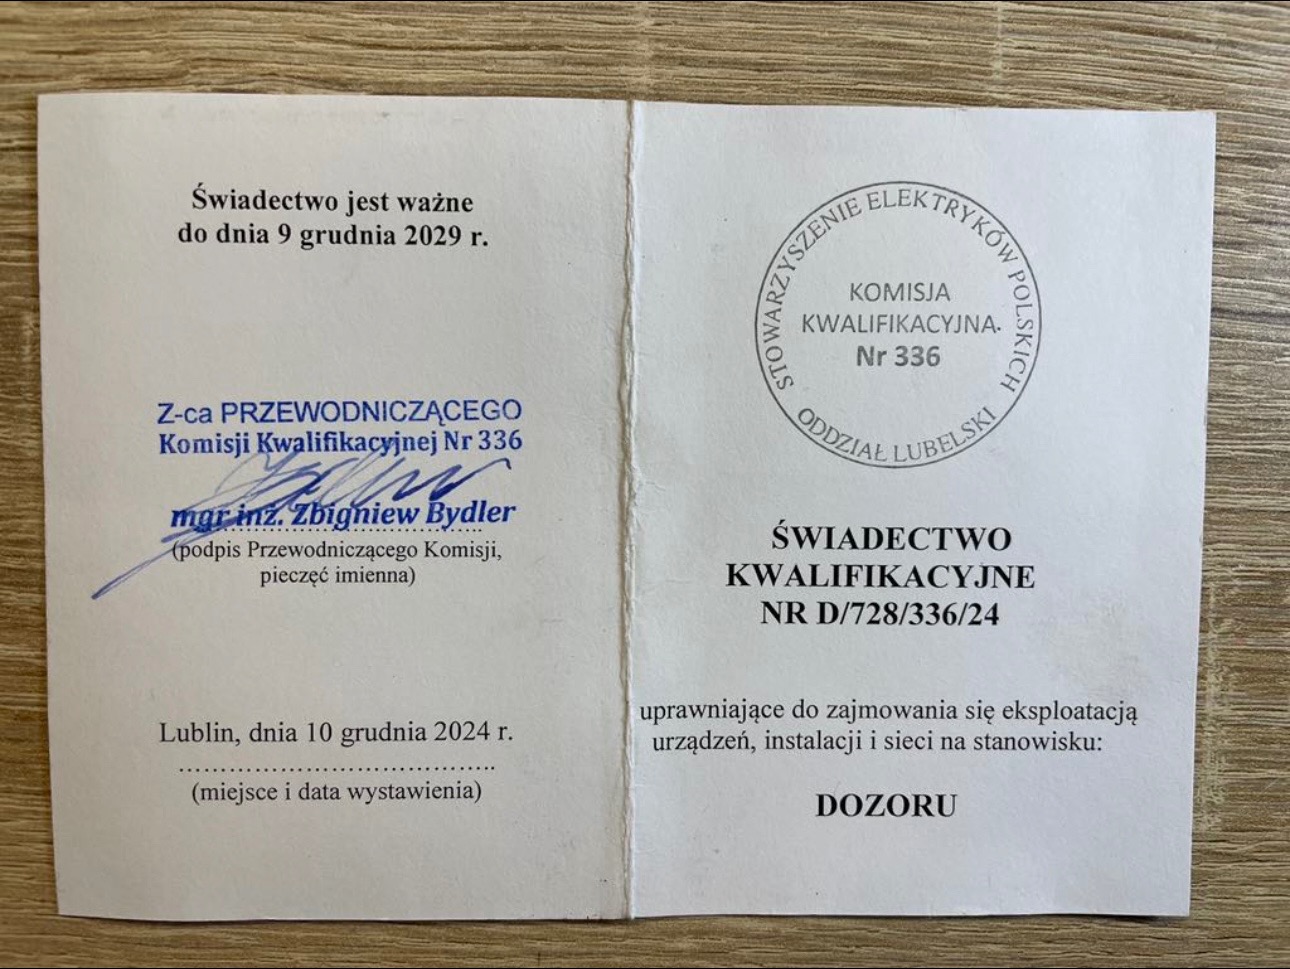 Świadectwo jest ważne
do dnia 9 grudnia 2029 r.
Z-ca PRZEWODNICZĄCEGO
Komisji Kwalifikacyjnej Nr 336
mgr inż. Zbigniew Bydler
(podpis Przewodniczącego Komisji,
pieczęć imienna)
Lublin, dnia 10 grudnia 2024 r.
(miejsce i data wystawienia)
STOWARZYSZENIE ELEKTRYKÓW POLSKICH
KOMISJA
KWALIFIKACYJNA
Nr 336
ODDZIAŁ LUBELSKI
ŚWIADECTWO
KWALIFIKACYJNE
NR D/728/336/24
uprawniające do zajmowania się eksploatacją
urządzeń, instalacji i sieci na stanowisku:
DOZORU